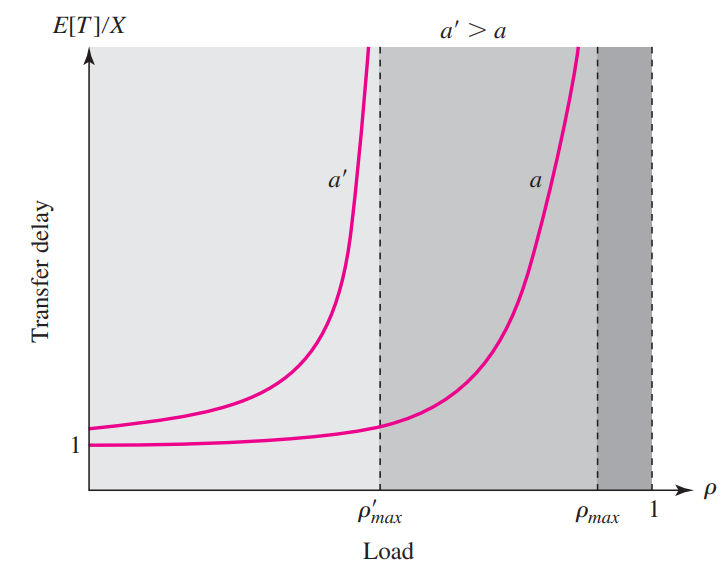 E[T]/X
a′ > a
a′
a
Transfer delay
1
ρ′max
ρmax
1
ρ
Load